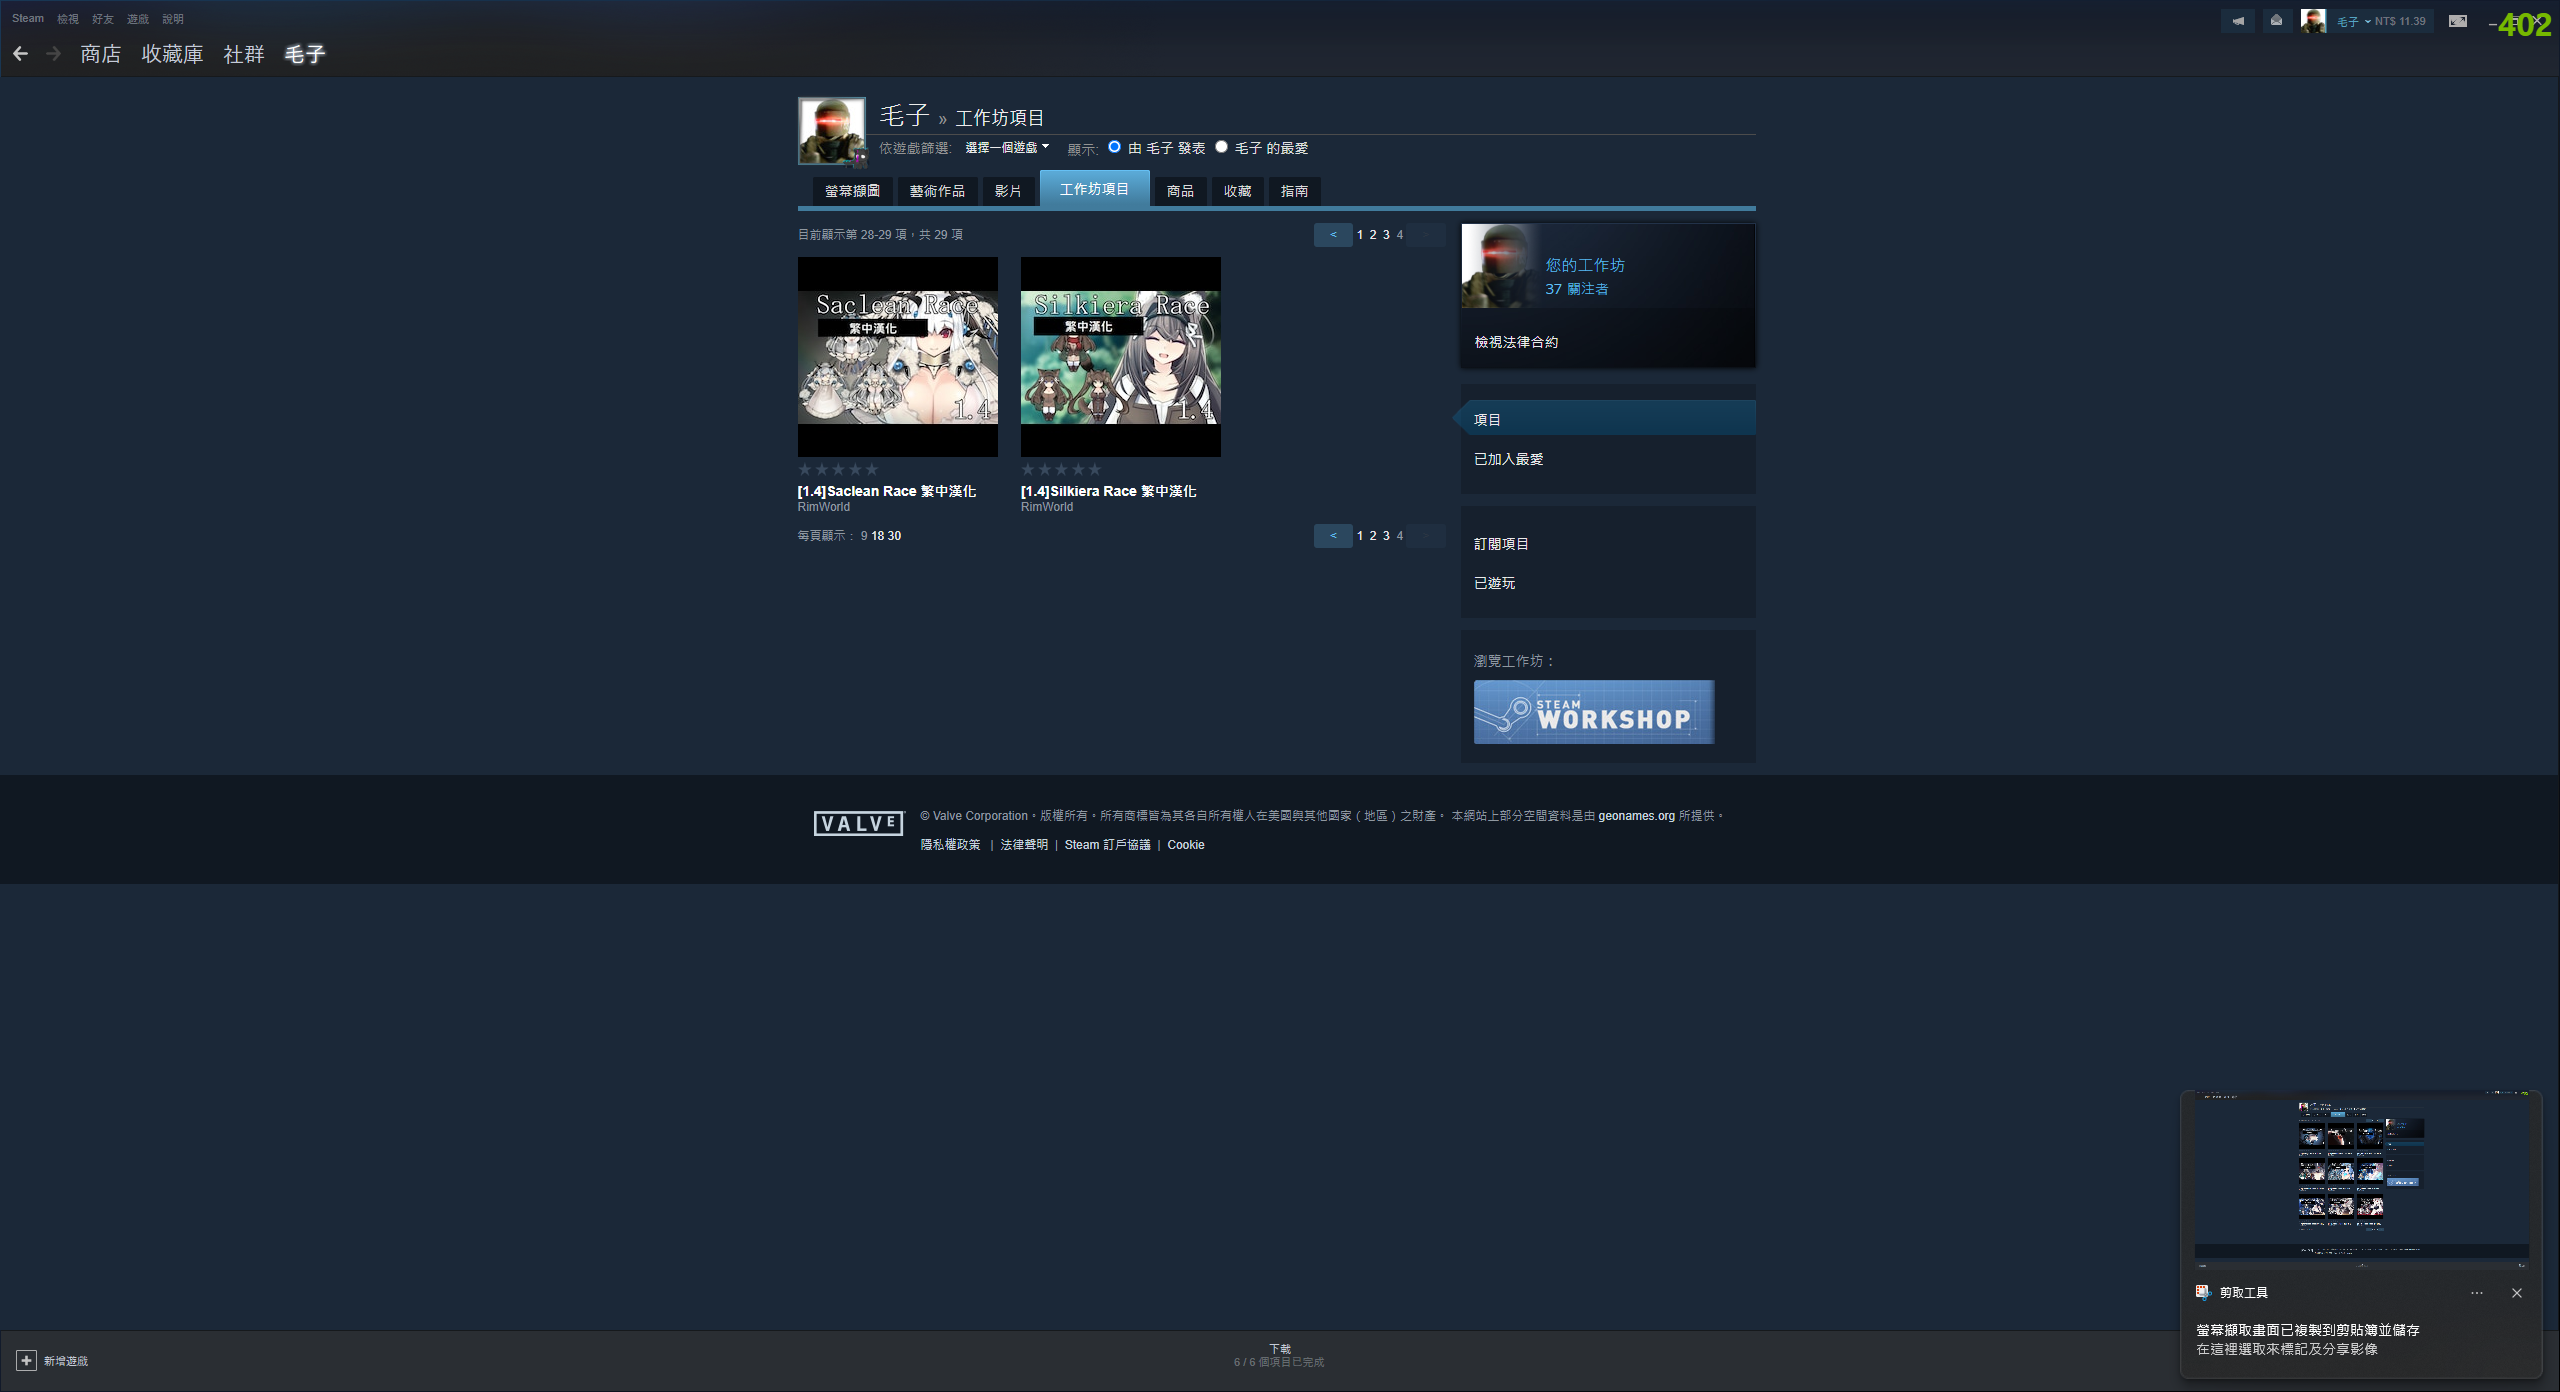 Steam 檢視 好友 遊戲 說明
毛子 NT$ 11.39
402
商店 收藏庫 社群 毛子
毛子 » 工作坊項目
依遊戲篩選: 選擇一個遊戲 顯示: 由 毛子 發表 毛子 的最愛
螢幕擷圖 藝術作品 影片 工作坊項目 商品 收藏 指南
目前顯示第 28-29 項，共 29 項
< 1 2 3 4
Saclean Race
繁中漢化
1.4
Silkiera Race
繁中漢化
1.4
[1.4]Saclean Race 繁中漢化
RimWorld
[1.4]Silkiera Race 繁中漢化
RimWorld
每頁顯示： 9 18 30
< 1 2 3 4
您的工作坊
37 關注者
檢視法律合約
項目
已加入最愛
訂閱項目
已遊玩
瀏覽工作坊：
STEAM
WORKSHOP
VALVE
© Valve Corporation。版權所有。所有商標皆為其各自所有權人在美國與其他國家（地區）之財產。 本網站上部分空間資料是由 geonames.org 所提供。
隱私權政策 | 法律聲明 | Steam 訂戶協議 | Cookie
剪取工具
螢幕擷取畫面已複製到剪貼簿並儲存
在這裡選取來標記及分享影像
新增遊戲
下載
6 / 6 個項目已完成